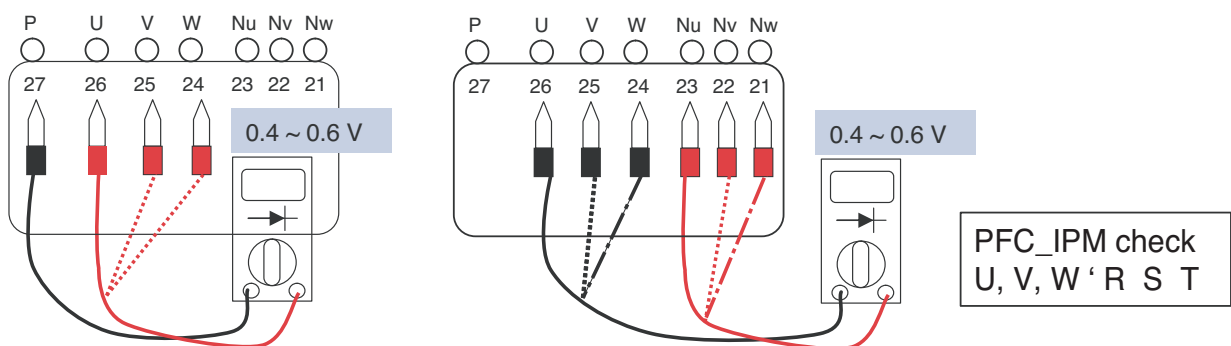 P U V W Nu Nv Nw
27 26 25 24 23 22 21
0.4 ~ 0.6 V
P U V W Nu Nv Nw
27 26 25 24 23 22 21
0.4 ~ 0.6 V
PFC_IPM check
U, V, W ‘ R S T